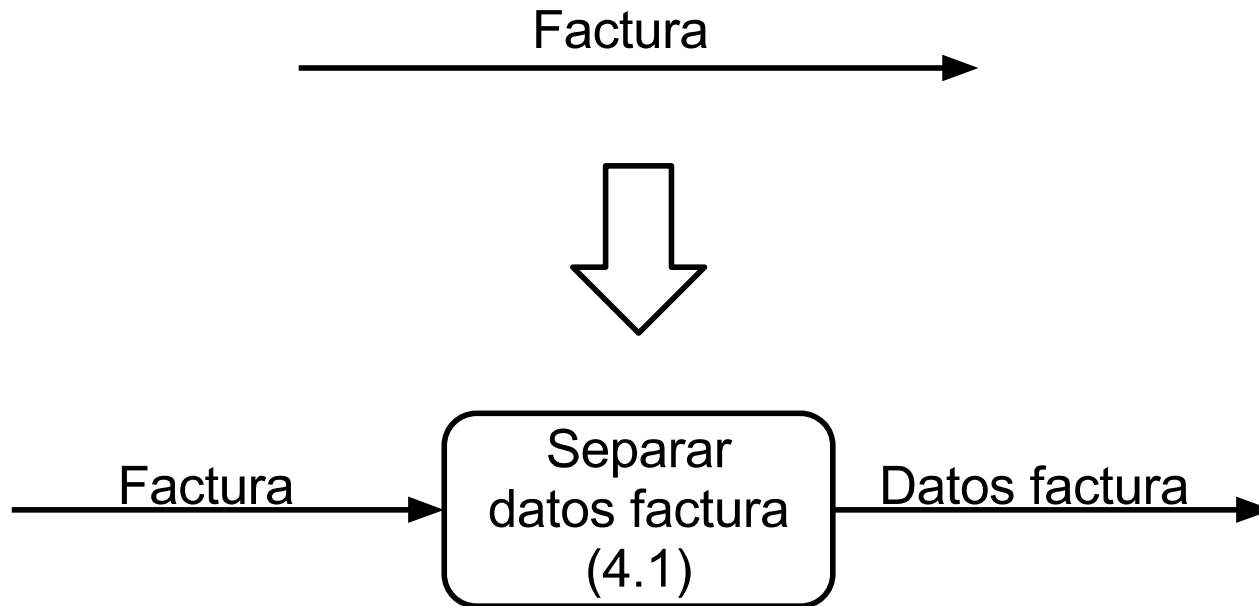 Factura
Factura
Separar
datos factura
(4.1)
Datos factura